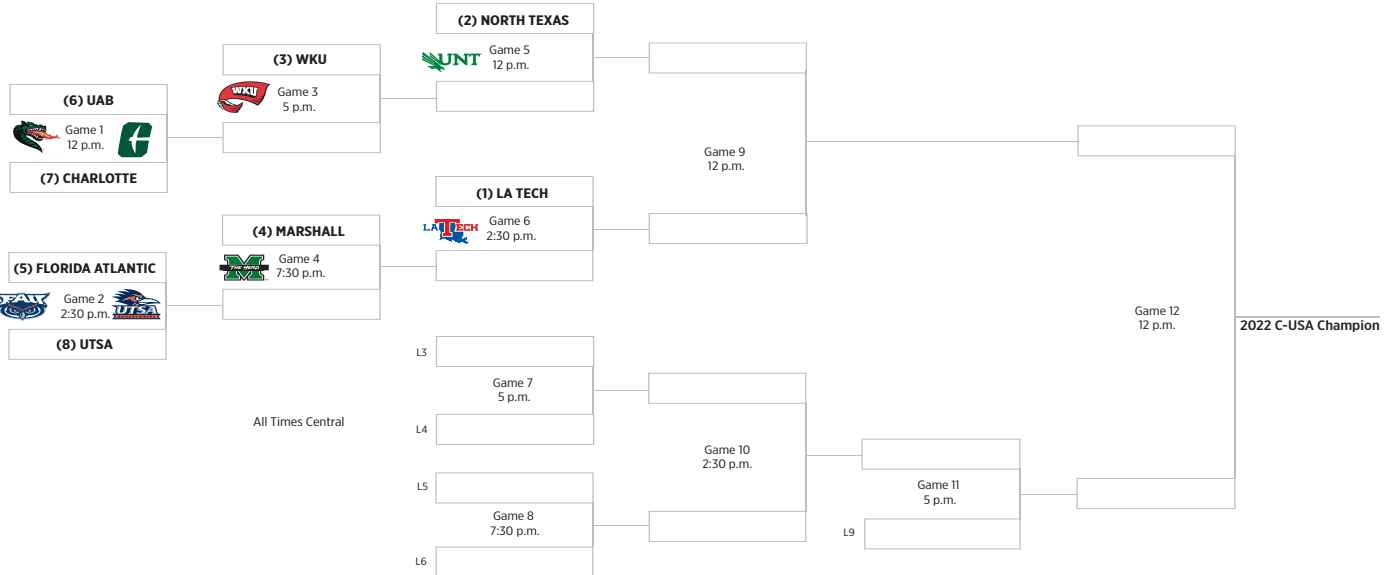 (2) NORTH TEXAS
UNT
Game 5
12 p.m.
(3) WKU
WKU
Game 3
5 p.m.
(6) UAB
Game 1
12 p.m.
(7) CHARLOTTE
Game 9
12 p.m.
(1) LA TECH
LA TECH
Game 6
2:30 p.m.
(4) MARSHALL
THE HERD
Game 4
7:30 p.m.
(5) FLORIDA ATLANTIC
FAU
Game 2
2:30 p.m.
UTSA
(8) UTSA
Game 12
12 p.m.
2022 C-USA Champion
L3
Game 7
5 p.m.
L4
All Times Central
Game 10
2:30 p.m.
L5
Game 8
7:30 p.m.
L6
Game 11
5 p.m.
L9